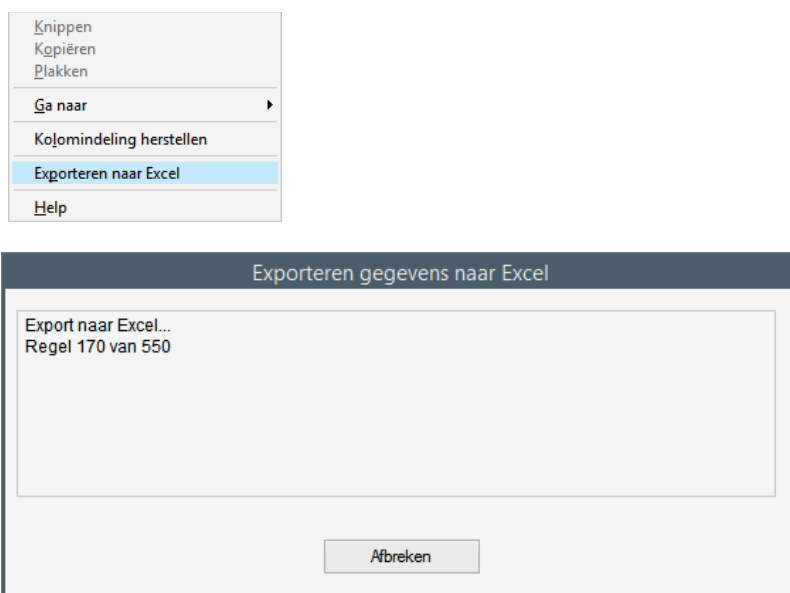 Knippen
Kopiëren
Plakken
Ga naar
Kolomindeling herstellen
Exporteren naar Excel
Help
Exporteren gegevens naar Excel
Export naar Excel...
Regel 170 van 550
Afbreken